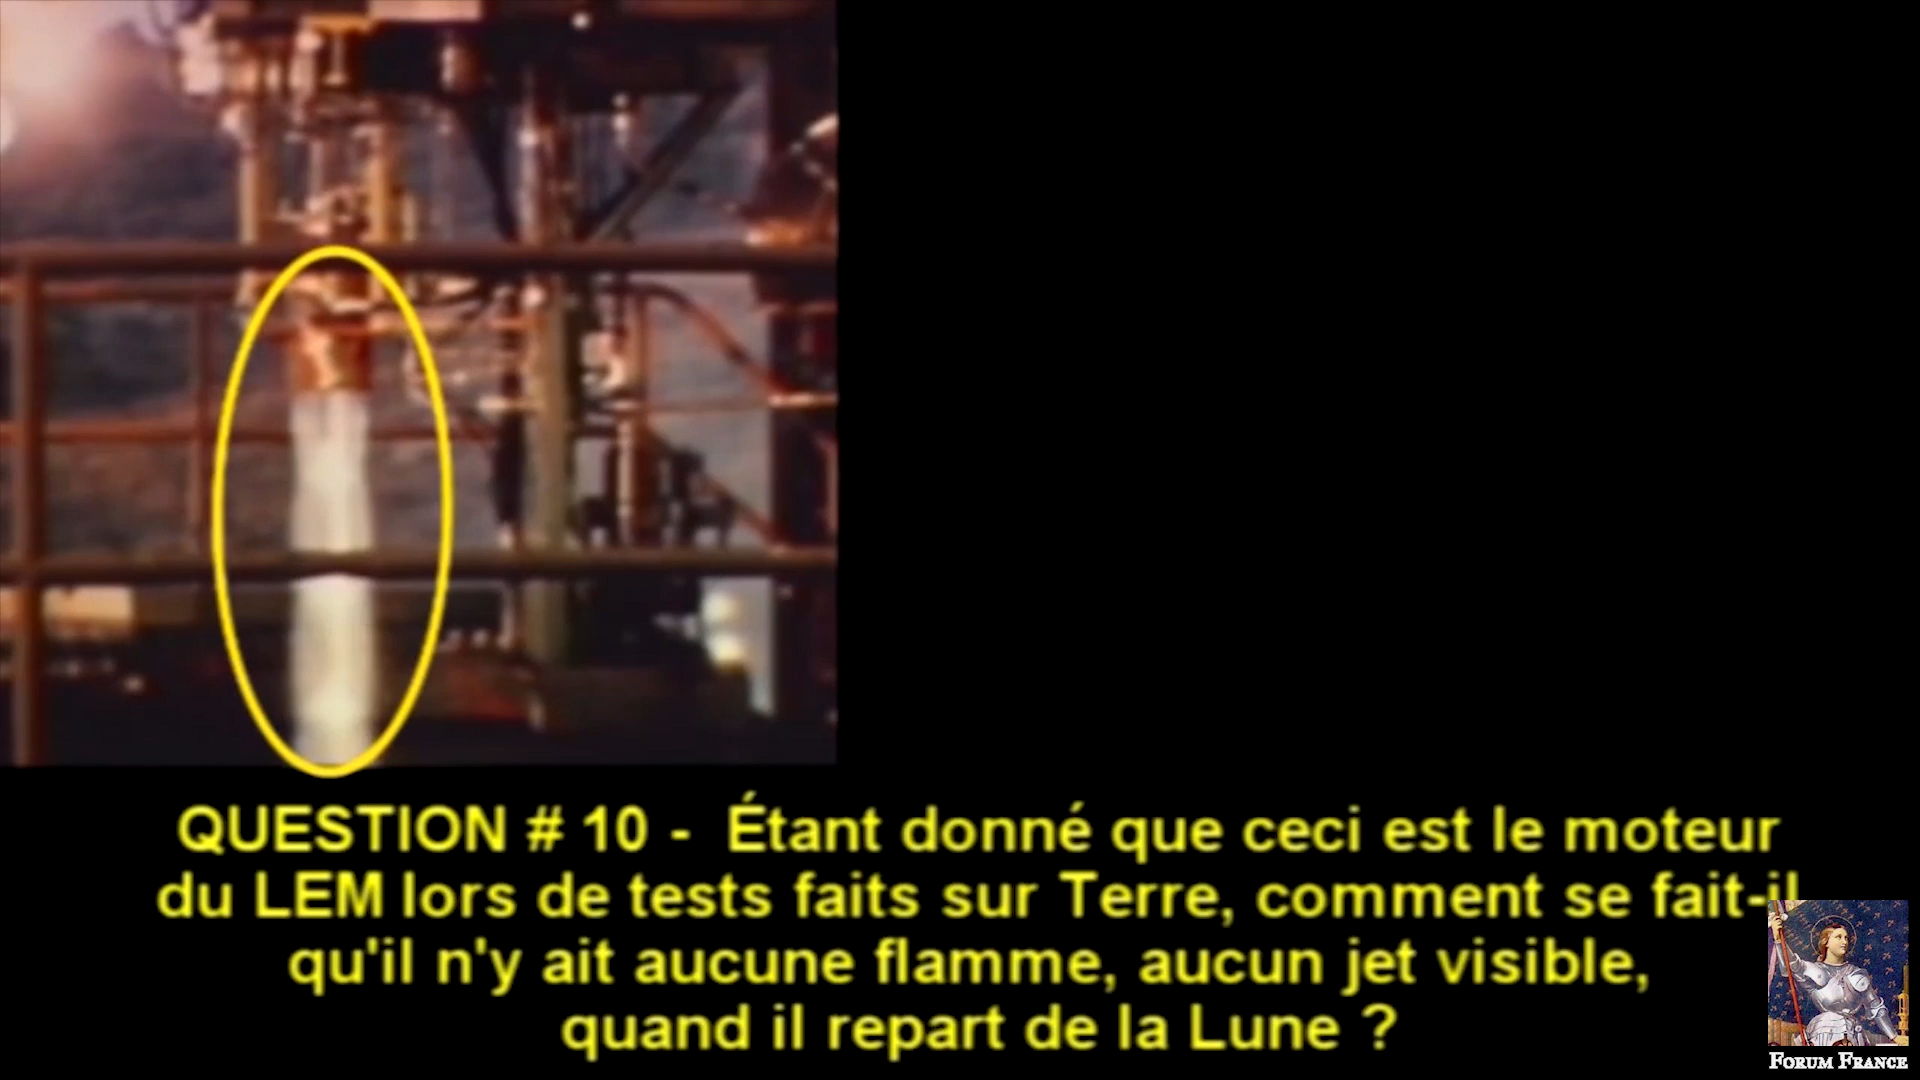 QUESTION # 10 - Étant donné que ceci est le moteur
du LEM lors de tests faits sur Terre, comment se fait-il
qu'il n'y ait aucune flamme, aucun jet visible,
quand il repart de la Lune ?
FORUM FRANCE